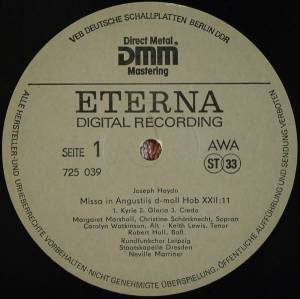 VEB DEUTSCHE SCHALLPLATTEN BERLIN DDR
Direct Metal
DMM
Mastering
ETERNA
DIGITAL RECORDING
SEITE 1
AWA
725 039
ST 33
Joseph Haydn
Missa in Angustiis d-moll Hob XXII:11
1. Kyrie 2. Gloria 3. Credo
Margaret Marshall, Christine Schänknecht, Sopran
Carolyn Watkinson, Alt - Keith Lewis, Tenor
Robert Holl, Baß
Rundfunkchor Leipzig
Staatskapelle Dresden
Neville Marriner
ALLE HERSTELLER- UND URHEBERRECHTE VORBEHALTEN · NICHT GENEHMIGTE ÜBERSPIELUNG, ÖFFENTLICHE AUFFÜHRUNG UND SENDUNG VERBOTEN